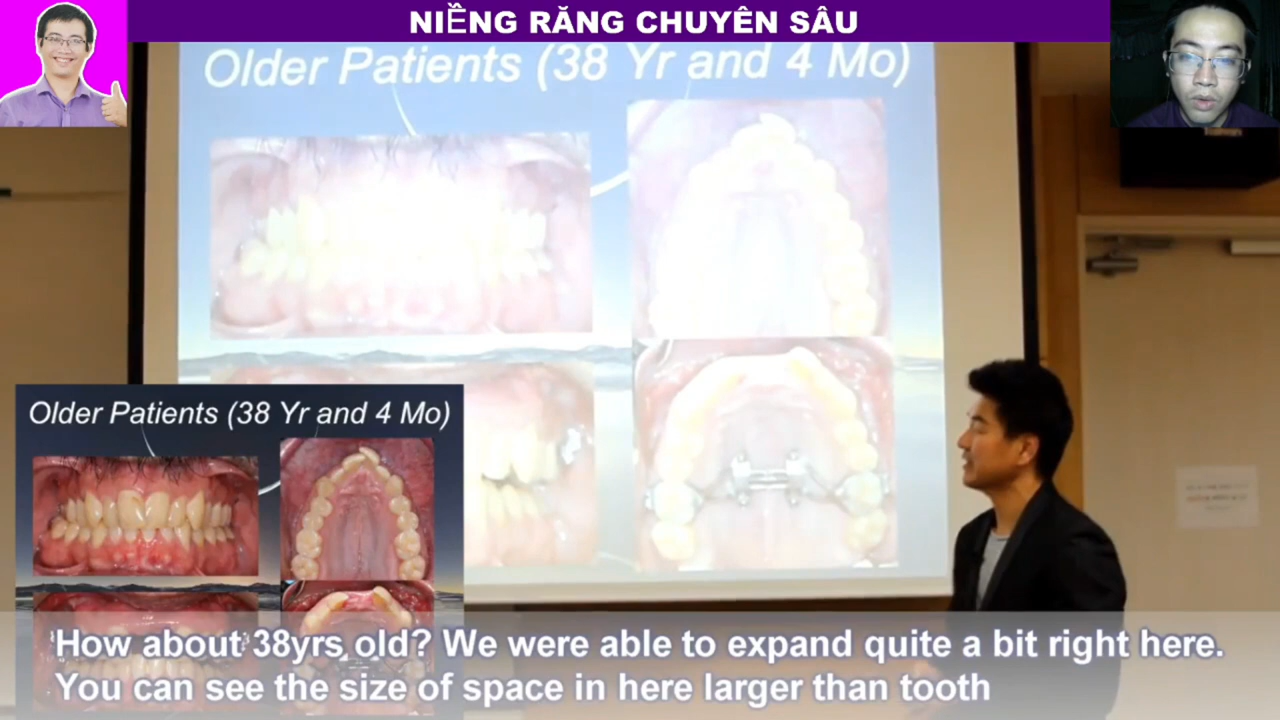 NIỀNG RĂNG CHUYÊN SÂU
Older Patients (38 Yr and 4 Mo)
Older Patients (38 Yr and 4 Mo)
How about 38yrs old? We were able to expand quite a bit right here.
You can see the size of space in here larger than tooth